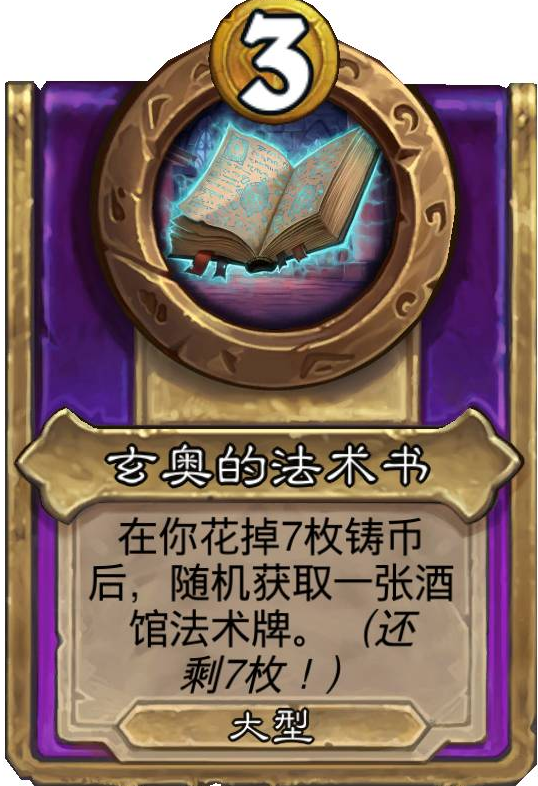 3
玄奥的法术书
在你花掉7枚铸币
后，随机获取一张酒
馆法术牌。（还
剩7枚！）
大型